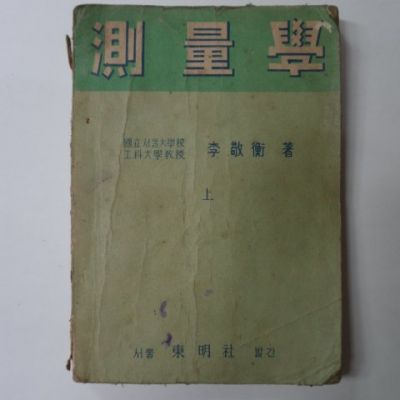 測量學
國立서울大學校
工科大學敎授 李敬衡 著
上
서울 東明社 발간